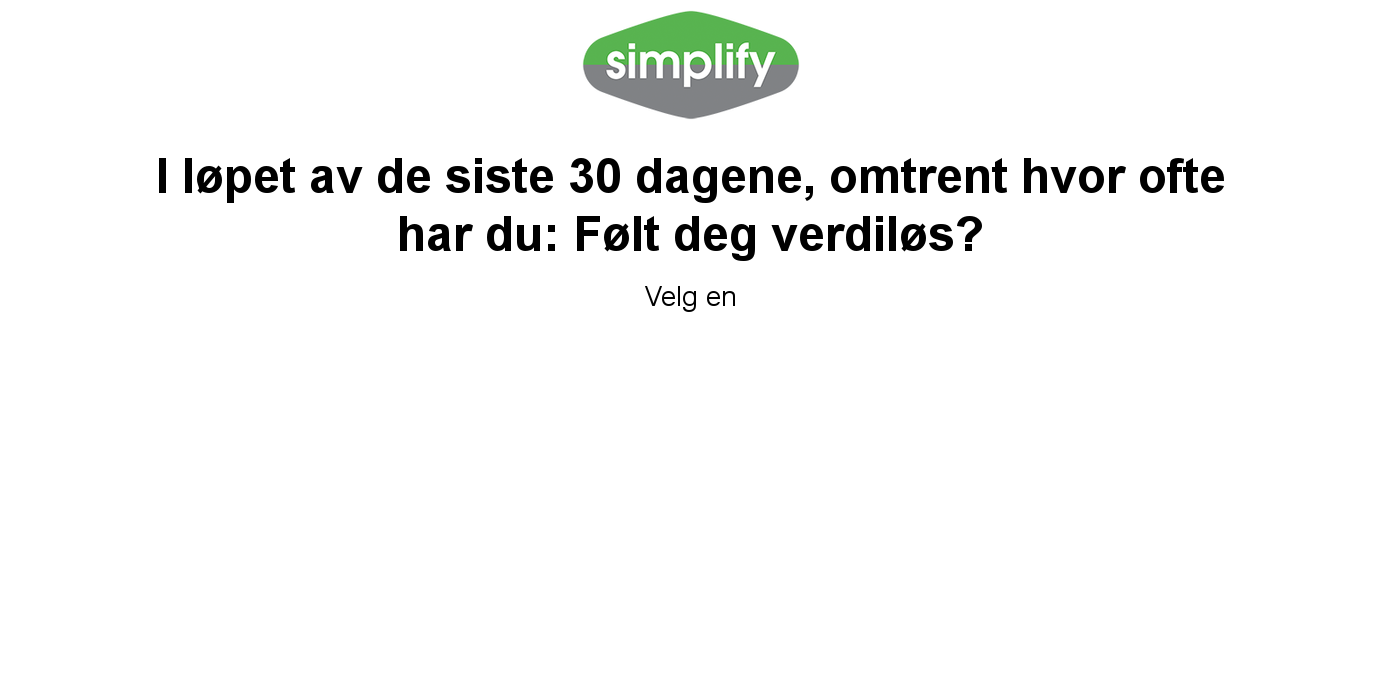 simplify
I løpet av de siste 30 dagene, omtrent hvor ofte
har du: Følt deg verdiløs?
Velg en